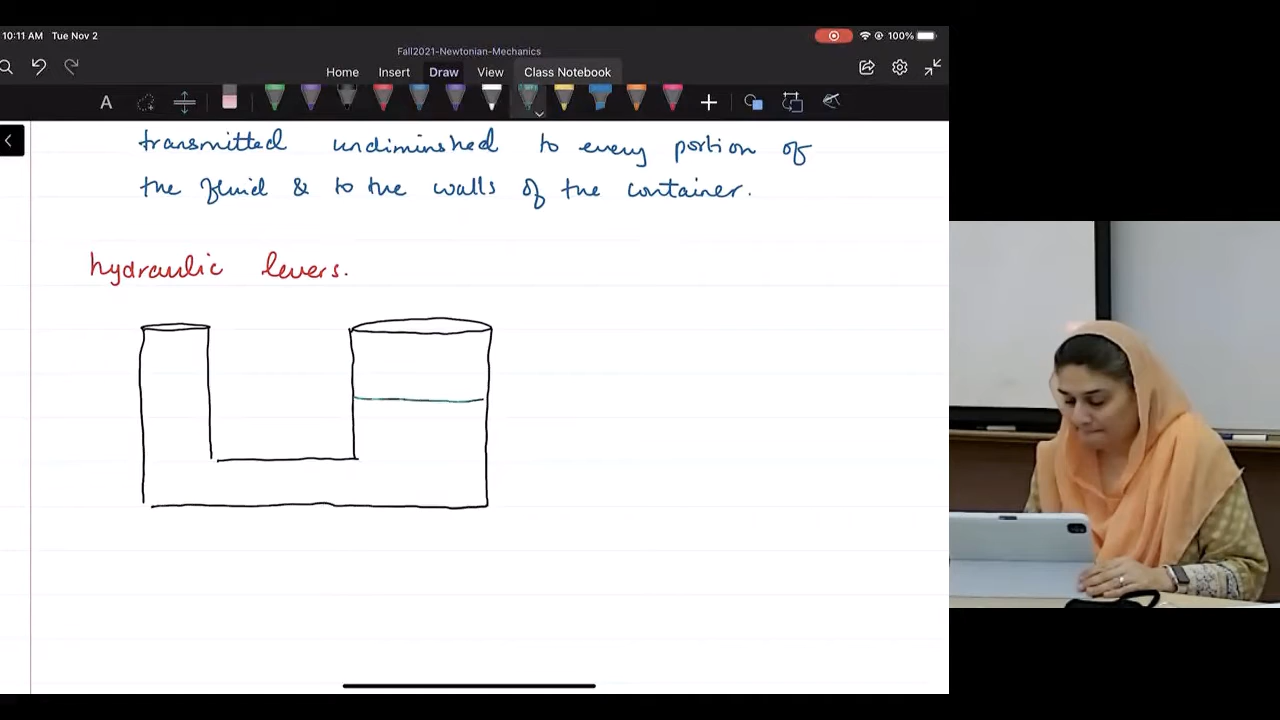 10:11 AM Tue Nov 2
100%
Fall2021-Newtonian-Mechanics
Home Insert Draw View Class Notebook
A
transmitted undiminshed to every portion of
the fluid & to the walls of the container.
hydraulic levers.